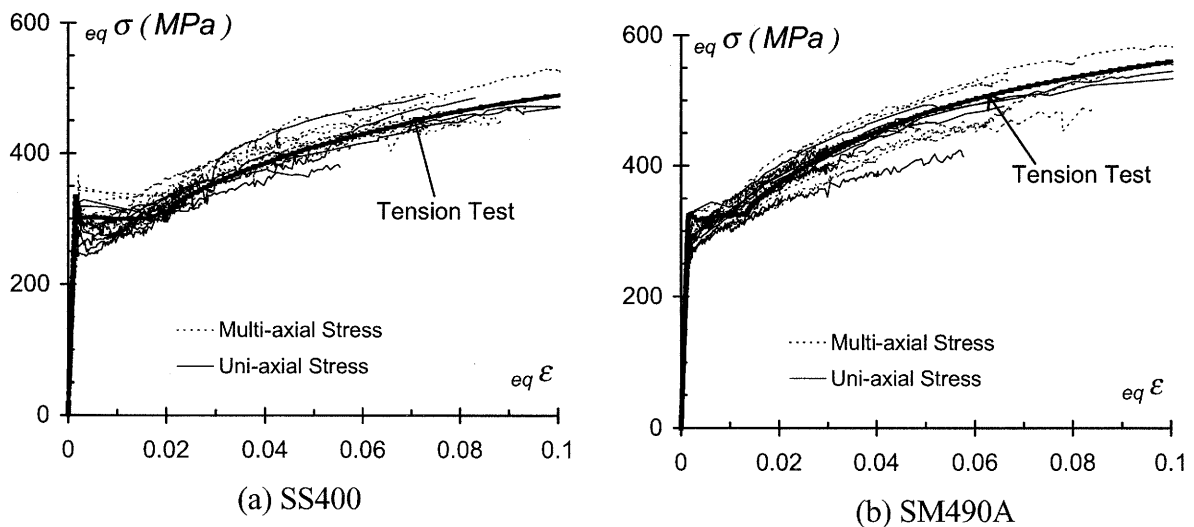 600
eq σ (MPa)
400
Tension Test
200
Multi-axial Stress
Uni-axial Stress
eq ε
0
0 0.02 0.04 0.06 0.08 0.1
(a) SS400
600
eq σ (MPa)
400
Tension Test
200
Multi-axial Stress
Uni-axial Stress
eq ε
0
0 0.02 0.04 0.06 0.08 0.1
(b) SM490A